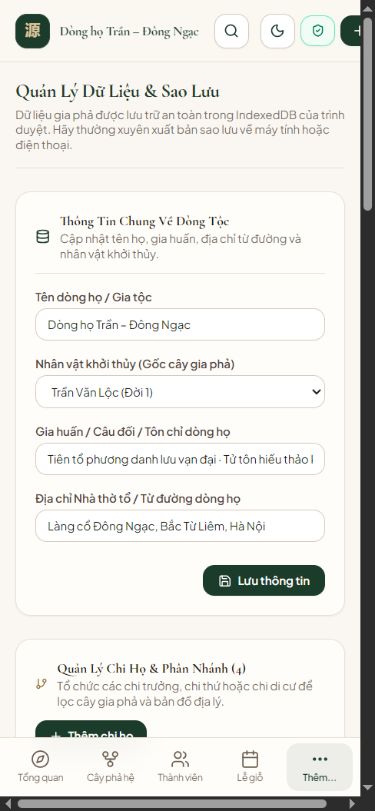 源 Dòng họ Trần – Đông Ngạc
Quản Lý Dữ Liệu & Sao Lưu
Dữ liệu gia phả được lưu trữ an toàn trong IndexedDB của trình
duyệt. Hãy thường xuyên xuất bản sao lưu về máy tính hoặc
điện thoại.
Thông Tin Chung Về Dòng Tộc
Cập nhật tên họ, gia huấn, địa chỉ từ đường và
nhân vật khởi thủy.
Tên dòng họ / Gia tộc
Dòng họ Trần – Đông Ngạc
Nhân vật khởi thủy (Gốc cây gia phả)
Trần Văn Lộc (Đời 1)
Gia huấn / Câu đối / Tôn chỉ dòng họ
Tiên tổ phương danh lưu vạn đại · Tử tôn hiếu thảo
Địa chỉ Nhà thờ tổ / Từ đường dòng họ
Làng cổ Đông Ngạc, Bắc Từ Liêm, Hà Nội
Lưu thông tin
Quản Lý Chi Họ & Phân Nhánh (4)
Tổ chức các chi trưởng, chi thứ hoặc chi di cư để
lọc cây gia phả và bản đồ địa lý.
+ Thêm chi họ
Tổng quan Cây phả hệ Thành viên Lễ giỗ Thêm...